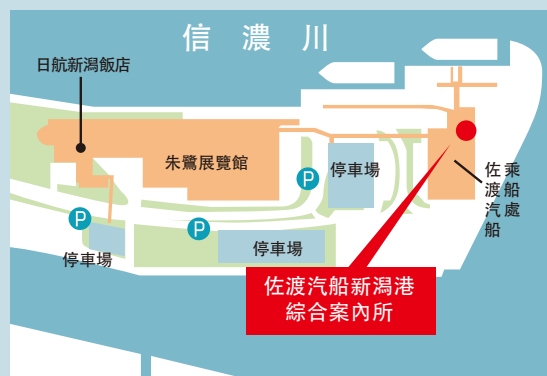 信濃川
日航新潟飯店
朱鷺展覽館
P
停車場
佐渡汽船
乘船處
P
P
停車場
停車場
佐渡汽船新潟港
綜合案內所